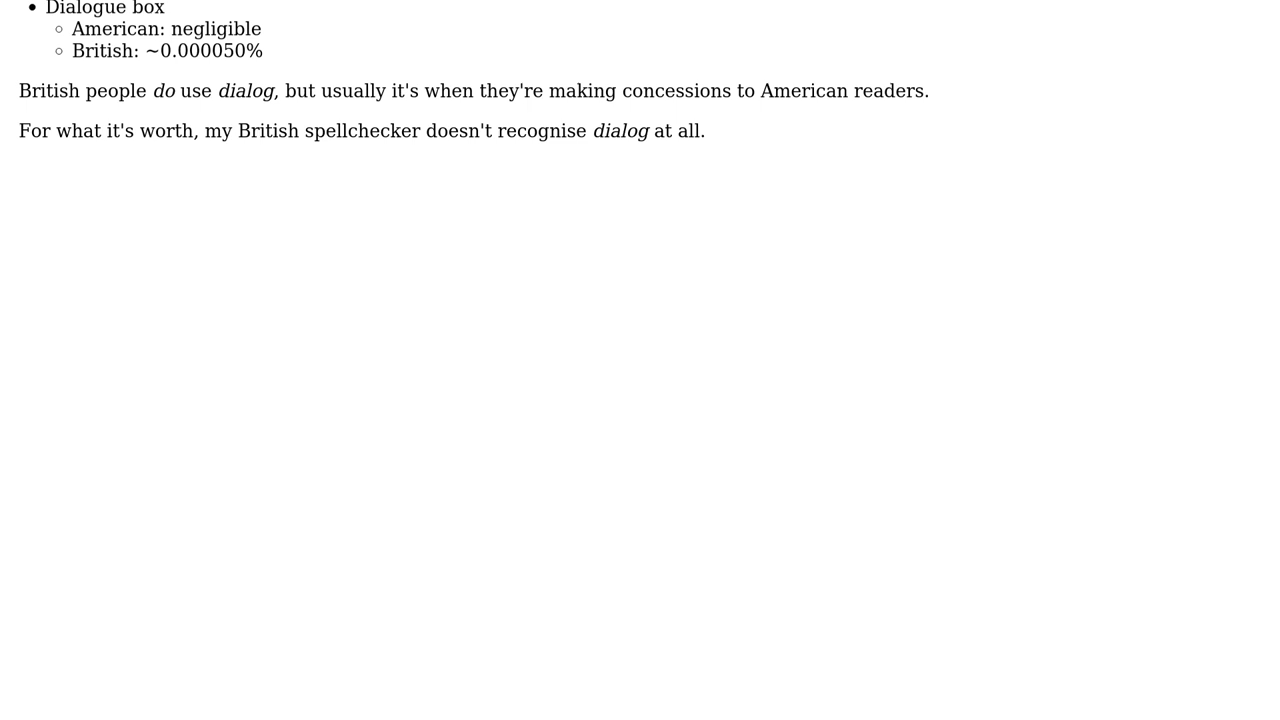 • Dialogue box
◦ American: negligible
◦ British: ~0.000050%
British people do use dialog, but usually it's when they're making concessions to American readers.
For what it's worth, my British spellchecker doesn't recognise dialog at all.